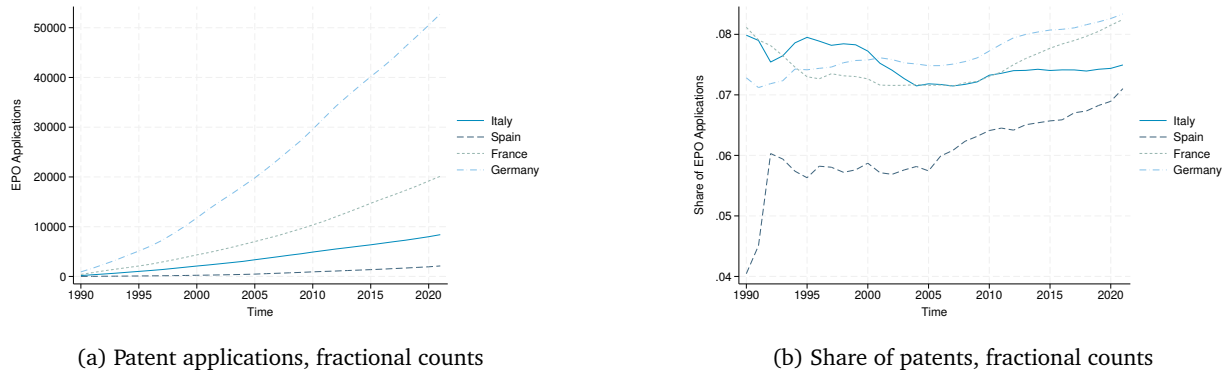 50000
40000
30000
20000
10000
0
EPO Applications
1990 1995 2000 2005 2010 2015 2020
Time
Italy
Spain
France
Germany
(a) Patent applications, fractional counts
.08
.07
.06
.05
.04
Share of EPO Applications
1990 1995 2000 2005 2010 2015 2020
Time
Italy
Spain
France
Germany
(b) Share of patents, fractional counts